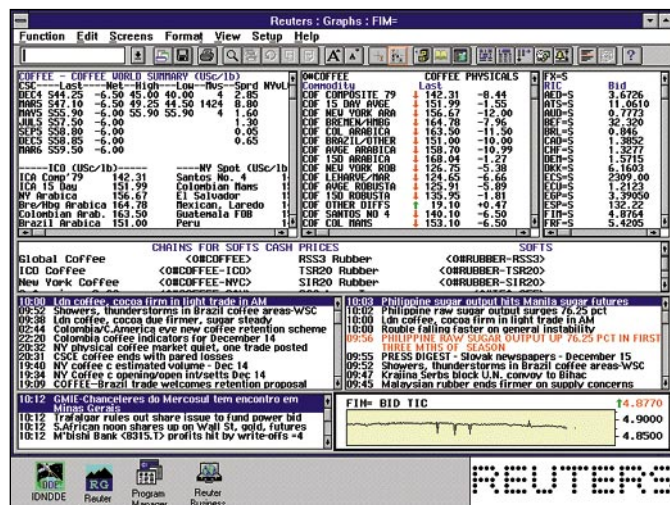 Reuters : Graphs : FIM=
Function Edit Screens Format View Setup Help
COFFEE - COFFEE WORLD SUMMARY (USc/lb)
CSC----Last----Net--High---Low--Mvs--Sprd NYvL
DEC4 S44.25 -6.50 45.00 40.00 4 2.85
MAR5 S47.10 -6.50 49.25 44.50 1424 8.80
MAY5 S55.90 -6.00 55.90 55.90 4 1.60
JUL5 S57.50 -6.00 1.30
SEP5 S58.80 -6.00 0.05
DEC5 S58.85 -6.00 0.65
MAR6 S59.50 -6.00
-----ICO (USc/lb)----- ----NY Spot (USc/lb
ICA Comp'79 142.31 Santos No. 4
ICA 15 Day 151.99 Colombian Mams
NY Arabica 156.67 El Salvador
Bre/Hbg Arabica 164.78 Mexican, Laredo
Colombian Arab. 163.50 Guatemala FOB
Brazil Arabica 151.00 Peru
0#COFFEE COFFEE PHYSICALS
Commodity Last
COF COMPOSITE 79 ↓ 142.31 -8.44
COF 15 DAY AVGE ↓ 151.99 -1.55
COF NEW YORK ARA ↓ 156.67 -12.00
COF BREMEN/HMBG ↓ 164.78 -7.96
COF COL ARABICA ↓ 163.50 -11.50
COF BRAZIL/OTHER ↓ 151.00 -10.00
COF AVGE ARABICA ↓ 158.70 -10.99
COF 15D ARABICA ↓ 168.04 -1.27
COF NEW YORK ROB ↓ 126.75 -5.38
COF LEHARVE/MAR ↓ 124.65 -6.66
COF AVGE ROBUSTA ↓ 125.91 -5.89
COF 15D ROBUSTA ↓ 135.95 -1.81
COF OTHER DIFFS ↑ 19.10 +0.47
COF SANTOS NO 4 ↓ 140.10 -6.50
COF COL MAMS ↓ 153.10 -6.50
FX=S
RIC Bid
AED=S 3.6726
ATS=S 11.0610
AUD=S 0.7773
BEF=S 32.320
BRL=S 0.846
CAD=S 1.3852
CHF=S 1.3277
DEM=S 1.5715
DKK=S 6.1603
ECS=S 2309.00
ECU=S 1.2123
EGP=S 3.39050
ESP=S 132.22
FIM=S 4.8764
FRF=S 5.4205
CHAINS FOR SOFTS CASH PRICES SOFTS
Global Coffee <0#COFFEE> RSS3 Rubber <0#RUBBER-RSS3>
ICO Coffee <0#COFFEE-ICO> TSR20 Rubber <0#RUBBER-TSR20>
New York Coffee <0#COFFEE-NYC> SIR20 Rubber <0#RUBBER-SIR20>
10:00 Ldn coffee, cocoa firm in light trade in AM
09:52 Showers, thunderstorms in Brazil coffee areas-WSC
09:38 Ldn coffee, cocoa due firmer, sugar steady
02:44 Colombia/C.America eye new coffee retention scheme
22:20 Colombia coffee indicators for December 14
20:32 NY physical coffee market quiet, one trade posted
20:31 CSCE coffee ends with pared losses
19:40 NY coffee c estimated volume - Dec 14
19:34 NY coffee c opening/open int/setts Dec 14
19:09 COFFEE-Brazil trade welcomes retention proposal
10:03 Philippine sugar output hits Manila sugar futures
10:02 Philippine raw sugar output surges 76.25 pct
10:00 Ldn coffee, cocoa firm in light trade in AM
10:00 Rouble falling faster on general instability
09:56 PHILIPPINE RAW SUGAR OUTPUT UP 76.25 PCT IN FIRST
THREE MTHS OF SEASON
09:55 PRESS DIGEST - Slovak newspapers - December 15
09:52 Showers, thunderstorms in Brazil coffee areas-WSC
09:47 Krajina Serbs block U.N. convoy to Bihac
09:45 Malaysian rubber ends firmer on supply concerns
10:12 GMIE-Chanceleres do Mercosul tem encontro em
Minas Gerais
10:12 Trafalgar rules out share issue to fund power bid
10:12 S.African noon shares up on Wall St, gold, futures
10:12 M'bishi Bank <8315.T> profits hit by write-offs =4
FIM= BID TIC ↑4.8770
4.9000
4.8500
IDNDDE
RG
Reuter
Program
Manager
Reuter
Business
REUTERS